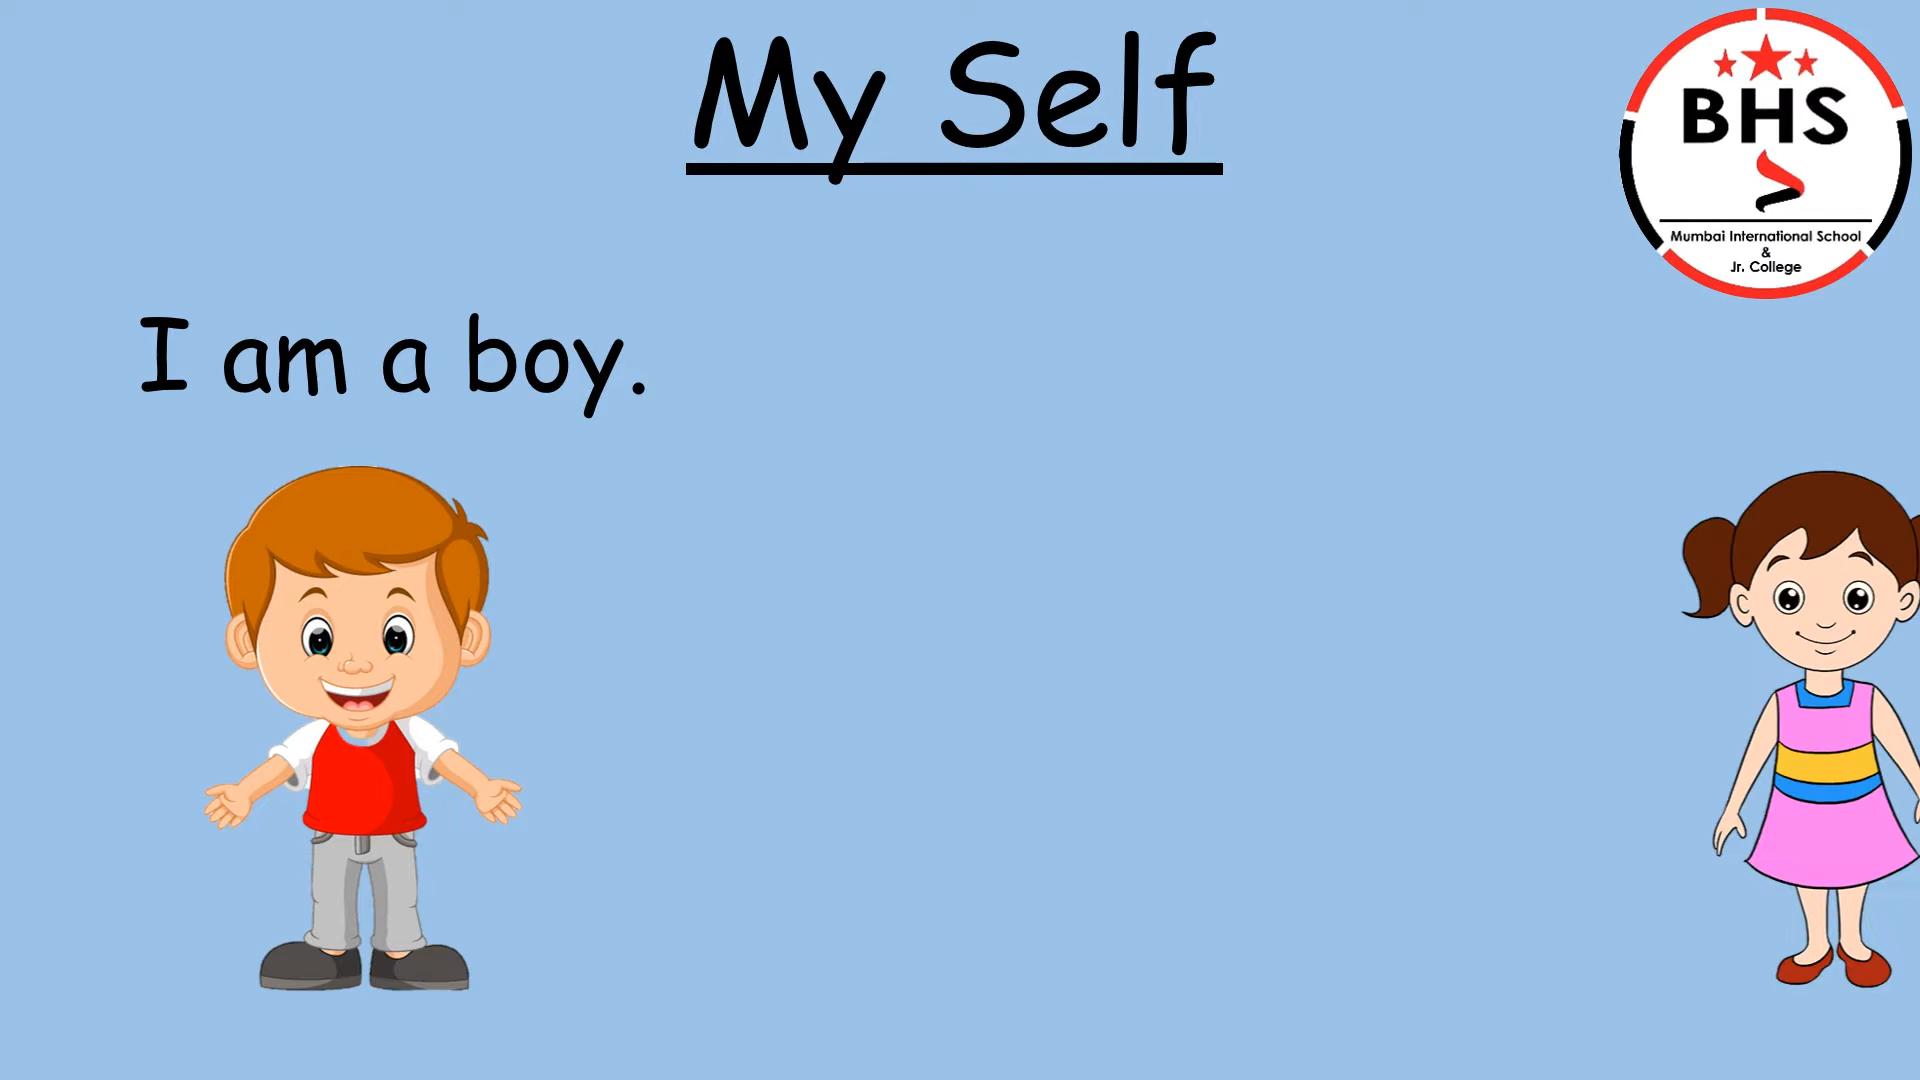 My Self
BHS
Mumbai International School
&
Jr. College
I am a boy.